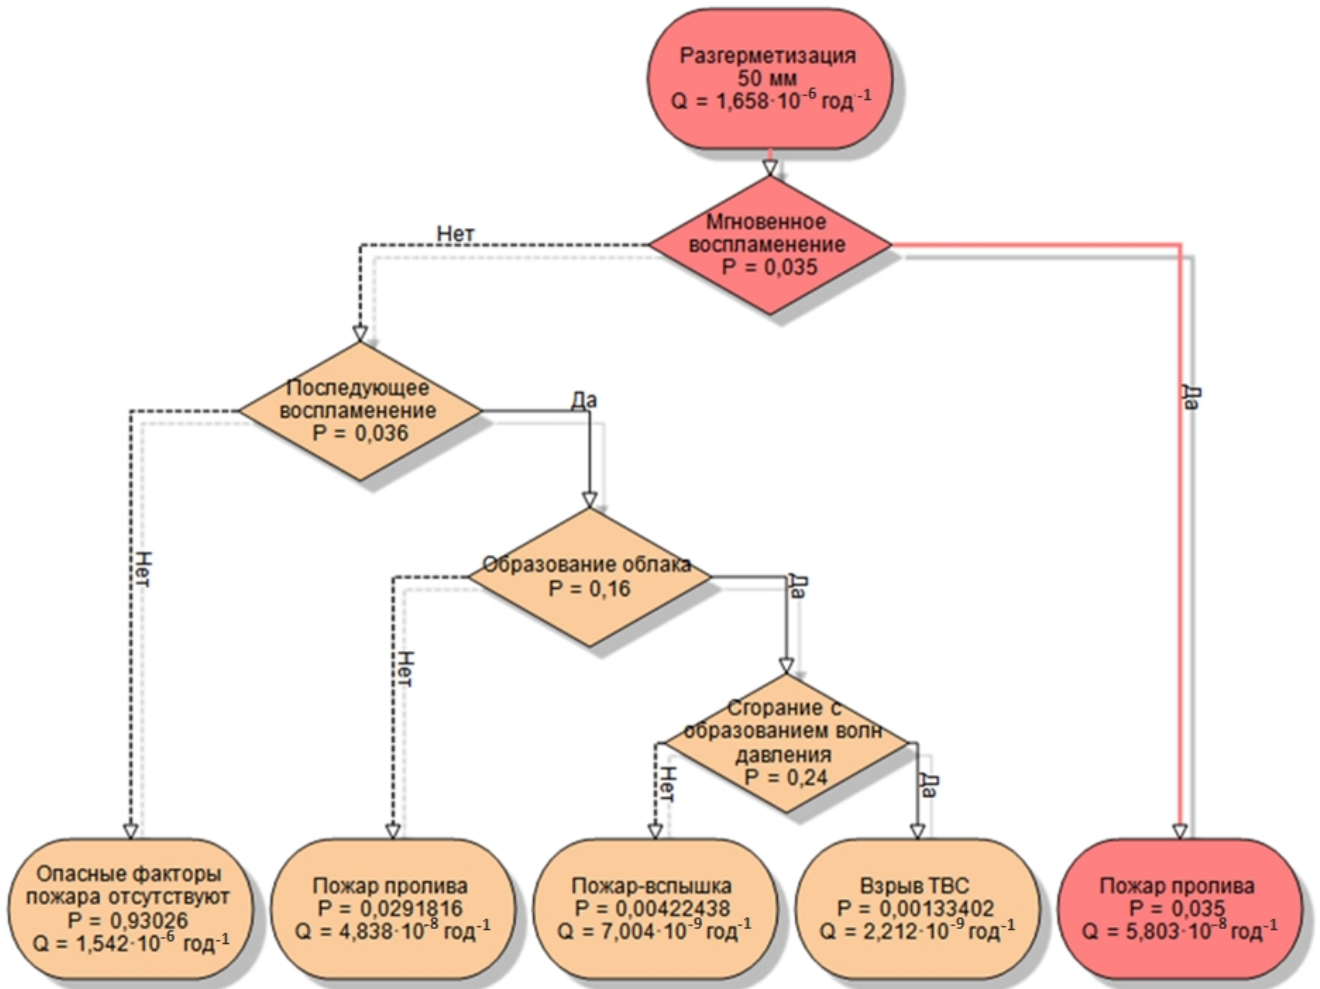 Разгерметизация
50 мм
Q = 1,658·10⁻⁶ год⁻¹
Мгновенное
воспламенение
P = 0,035
Нет
Да
Последующее
воспламенение
P = 0,036
Да
Нет
Образование облака
P = 0,16
Да
Нет
Сгорание с
образованием волн
давления
P = 0,24
Нет
Да
Опасные факторы
пожара отсутствуют
P = 0,93026
Q = 1,542·10⁻⁶ год⁻¹
Пожар пролива
P = 0,0291816
Q = 4,838·10⁻⁸ год⁻¹
Пожар-вспышка
P = 0,00422438
Q = 7,004·10⁻⁹ год⁻¹
Взрыв ТВС
P = 0,00133402
Q = 2,212·10⁻⁹ год⁻¹
Пожар пролива
P = 0,035
Q = 5,803·10⁻⁸ год⁻¹